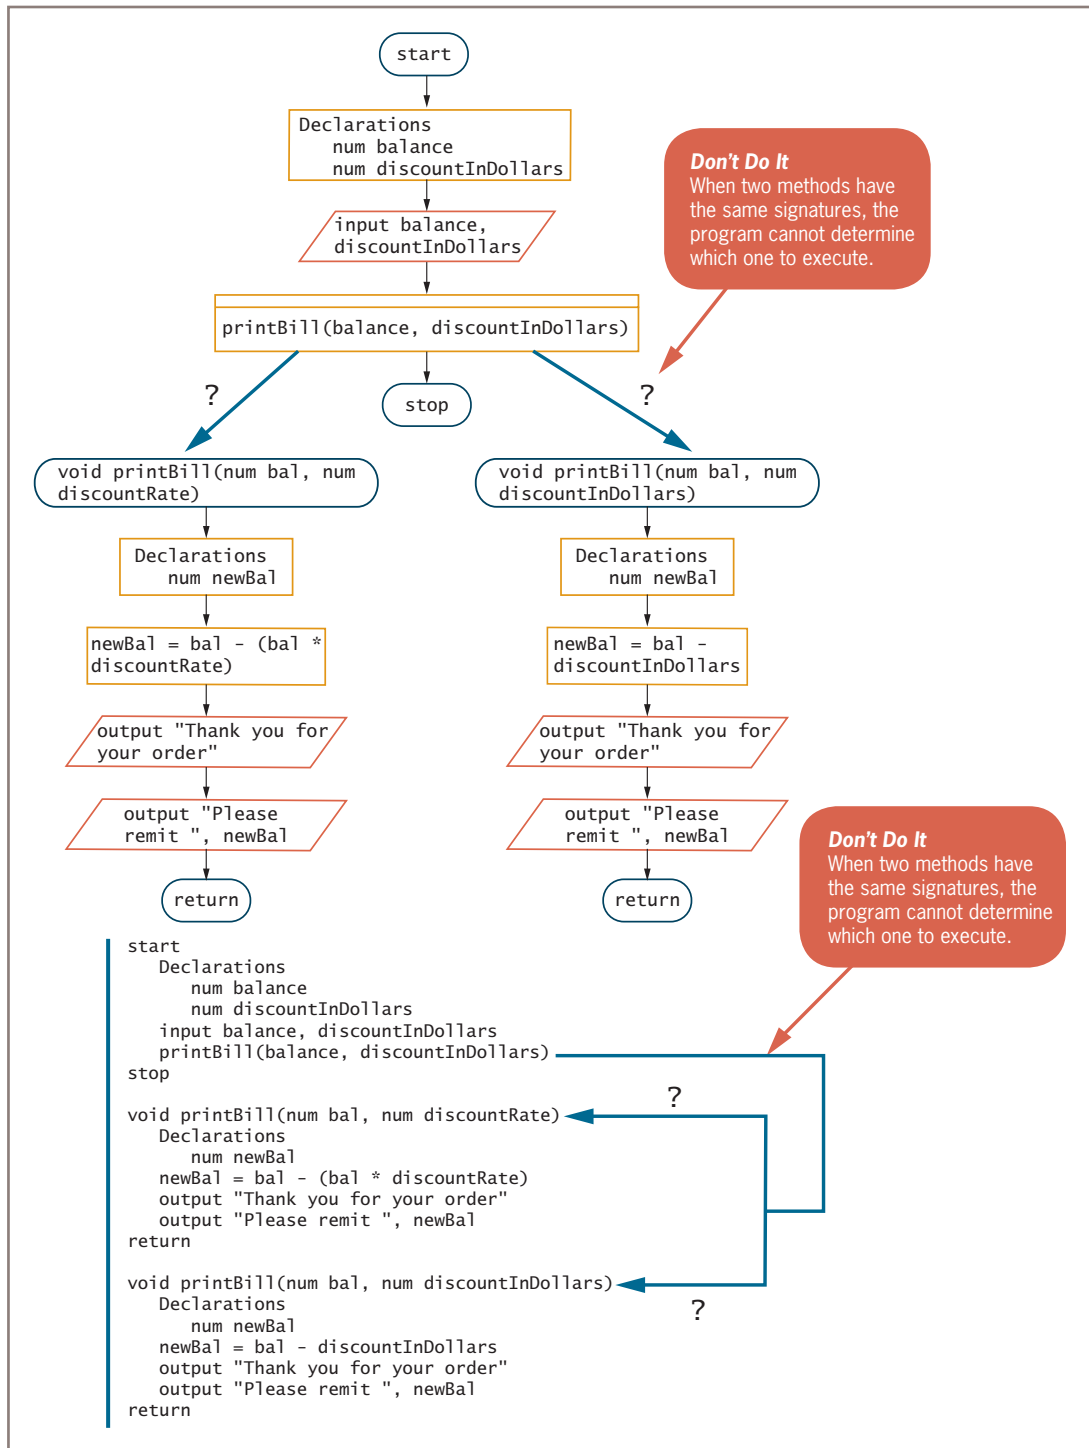 start
Declarations
num balance
num discountInDollars
Don't Do It
When two methods have
the same signatures, the
program cannot determine
which one to execute.
input balance,
discountInDollars
printBill(balance, discountInDollars)
?
stop
?
void printBill(num bal, num
discountRate)
Declarations
num newBal
newBal = bal - (bal *
discountRate)
output "Thank you for
your order"
output "Please
remit ", newBal
return
void printBill(num bal, num
discountInDollars)
Declarations
num newBal
newBal = bal -
discountInDollars
output "Thank you for
your order"
output "Please
remit ", newBal
return
Don't Do It
When two methods have
the same signatures, the
program cannot determine
which one to execute.
start
Declarations
num balance
num discountInDollars
input balance, discountInDollars
printBill(balance, discountInDollars)
stop
?
void printBill(num bal, num discountRate)
Declarations
num newBal
newBal = bal - (bal * discountRate)
output "Thank you for your order"
output "Please remit ", newBal
return
void printBill(num bal, num discountInDollars)
?
Declarations
num newBal
newBal = bal - discountInDollars
output "Thank you for your order"
output "Please remit ", newBal
return